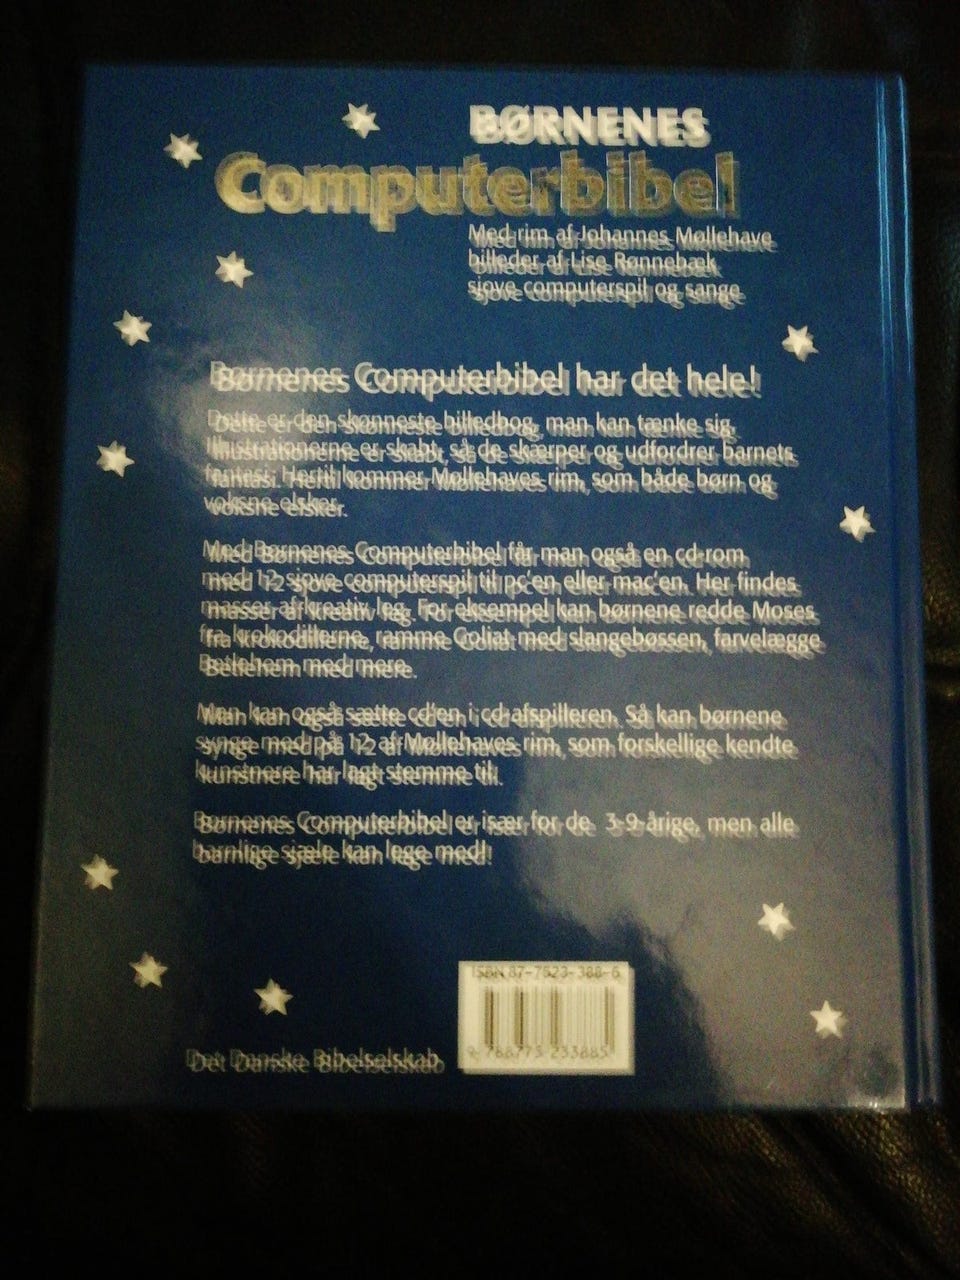 BØRNENES
Computerbibel
Med rim af Johannes Møllehave
billeder af Lise Rønnebæk
sjove computerspil og sange
Børnenes Computerbibel har det hele!
Dette er den skønneste billedbog, man kan tænke sig.
Illustrationerne er skabt, så de skærper og udfordrer barnets
fantasi. Hertil kommer Møllehaves rim, som både børn og
voksne elsker.
Med Børnenes Computerbibel får man også en cd-rom
med 12 sjove computerspil til pc'en eller mac'en. Her findes
masser af kreativ leg. For eksempel kan børnene redde Moses
fra krokodillerne, ramme Goliat med slangebøssen, farvelægge
Betlehem med mere.
Man kan også sætte cd'en i cd afspilleren. Så kan børnene
synge med på 12 af Møllehaves rim, som forskellige kendte
kunstnere har lagt stemme til.
Børnenes Computerbibel er især for de 3-9-årige, men alle
barnlige sjæle kan lege med!
ISBN 87-7523-388-6
9 788775 233885
Det Danske Bibelselskab